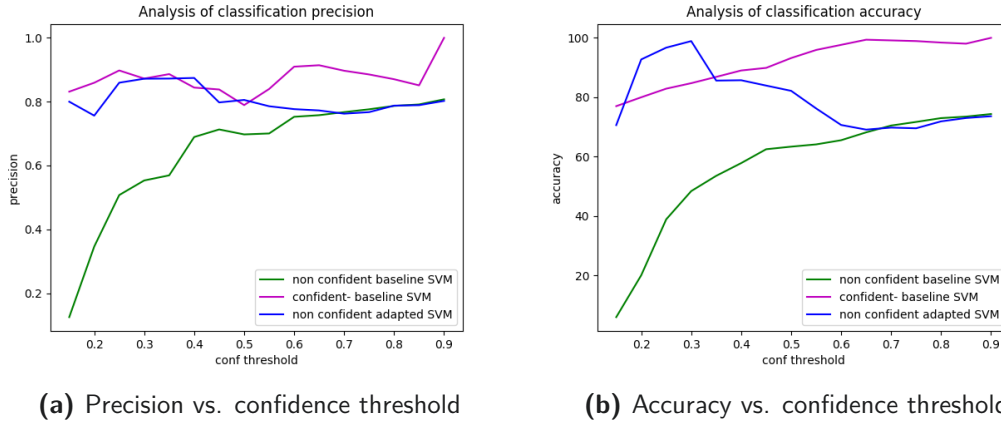 Analysis of classification precision
1.0
0.8
0.6
0.4
0.2
precision
non confident baseline SVM
confident- baseline SVM
non confident adapted SVM
0.2 0.3 0.4 0.5 0.6 0.7 0.8 0.9
conf threshold
(a) Precision vs. confidence threshold
Analysis of classification accuracy
100
80
60
40
20
accuracy
non confident baseline SVM
confident- baseline SVM
non confident adapted SVM
0.2 0.3 0.4 0.5 0.6 0.7 0.8 0.9
conf threshold
(b) Accuracy vs. confidence threshold